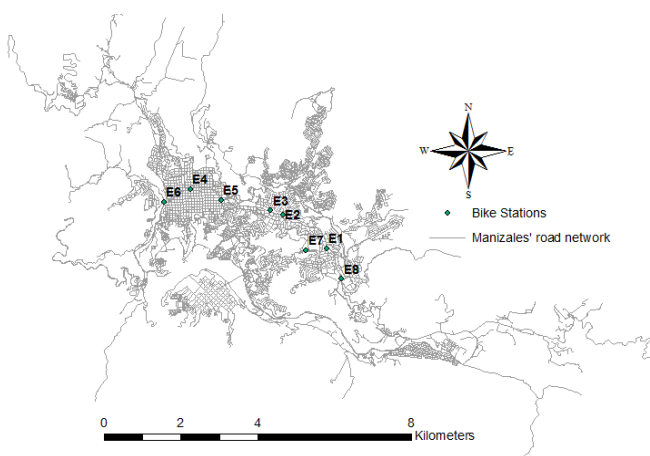 N
W E
S
Bike Stations
Manizales' road network
E4
E6
E5
E3
E2
E1
E7
E8
0 2 4 8
Kilometers